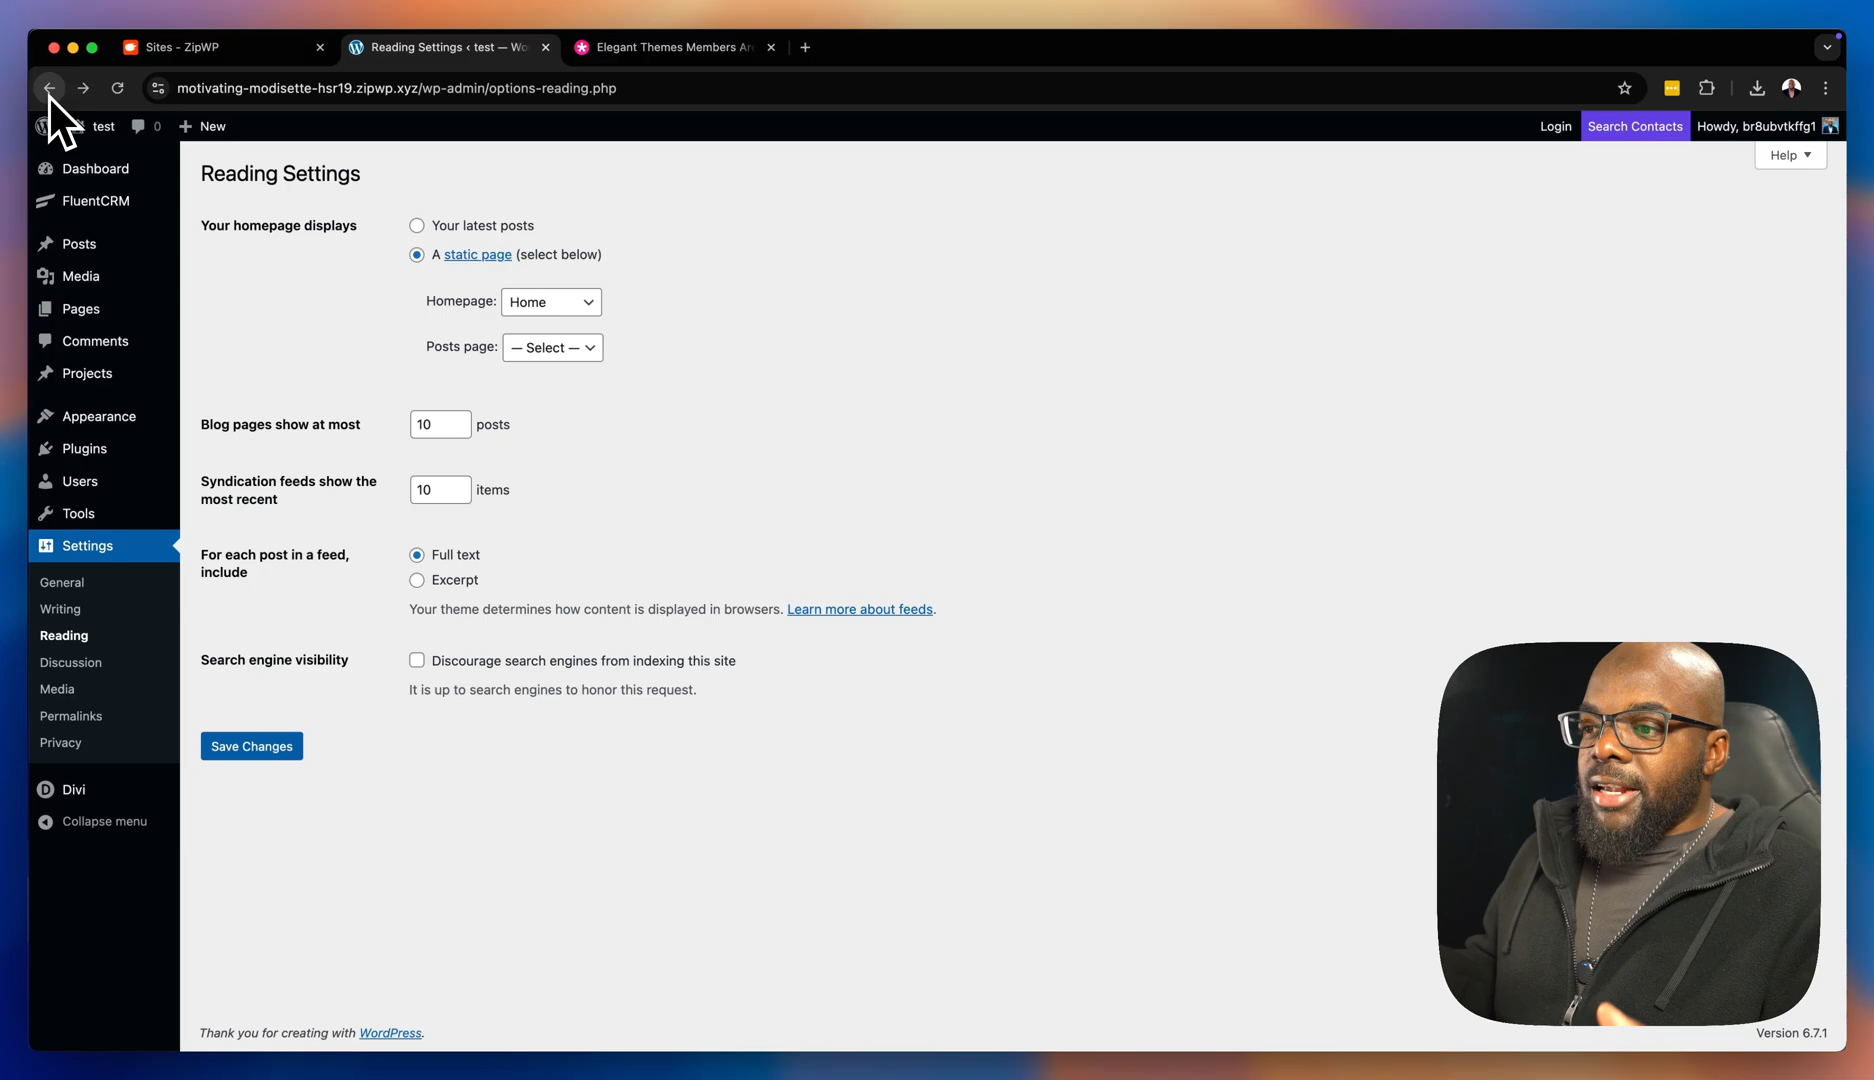 Sites - ZipWP
Reading Settings ‹ test — Wo
Elegant Themes Members Ar
motivating-modisette-hsr19.zipwp.xyz/wp-admin/options-reading.php
test
0
New
Login
Search Contacts
Howdy, br8ubvtkffg1
Help
Dashboard
FluentCRM
Posts
Media
Pages
Comments
Projects
Appearance
Plugins
Users
Tools
Settings
General
Writing
Reading
Discussion
Media
Permalinks
Privacy
Divi
Collapse menu
Reading Settings
Your homepage displays
Your latest posts
A static page (select below)
Homepage: Home
Posts page: — Select —
Blog pages show at most
10 posts
Syndication feeds show the
most recent
10 items
For each post in a feed,
include
Full text
Excerpt
Your theme determines how content is displayed in browsers. Learn more about feeds.
Search engine visibility
Discourage search engines from indexing this site
It is up to search engines to honor this request.
Save Changes
Thank you for creating with WordPress.
Version 6.7.1